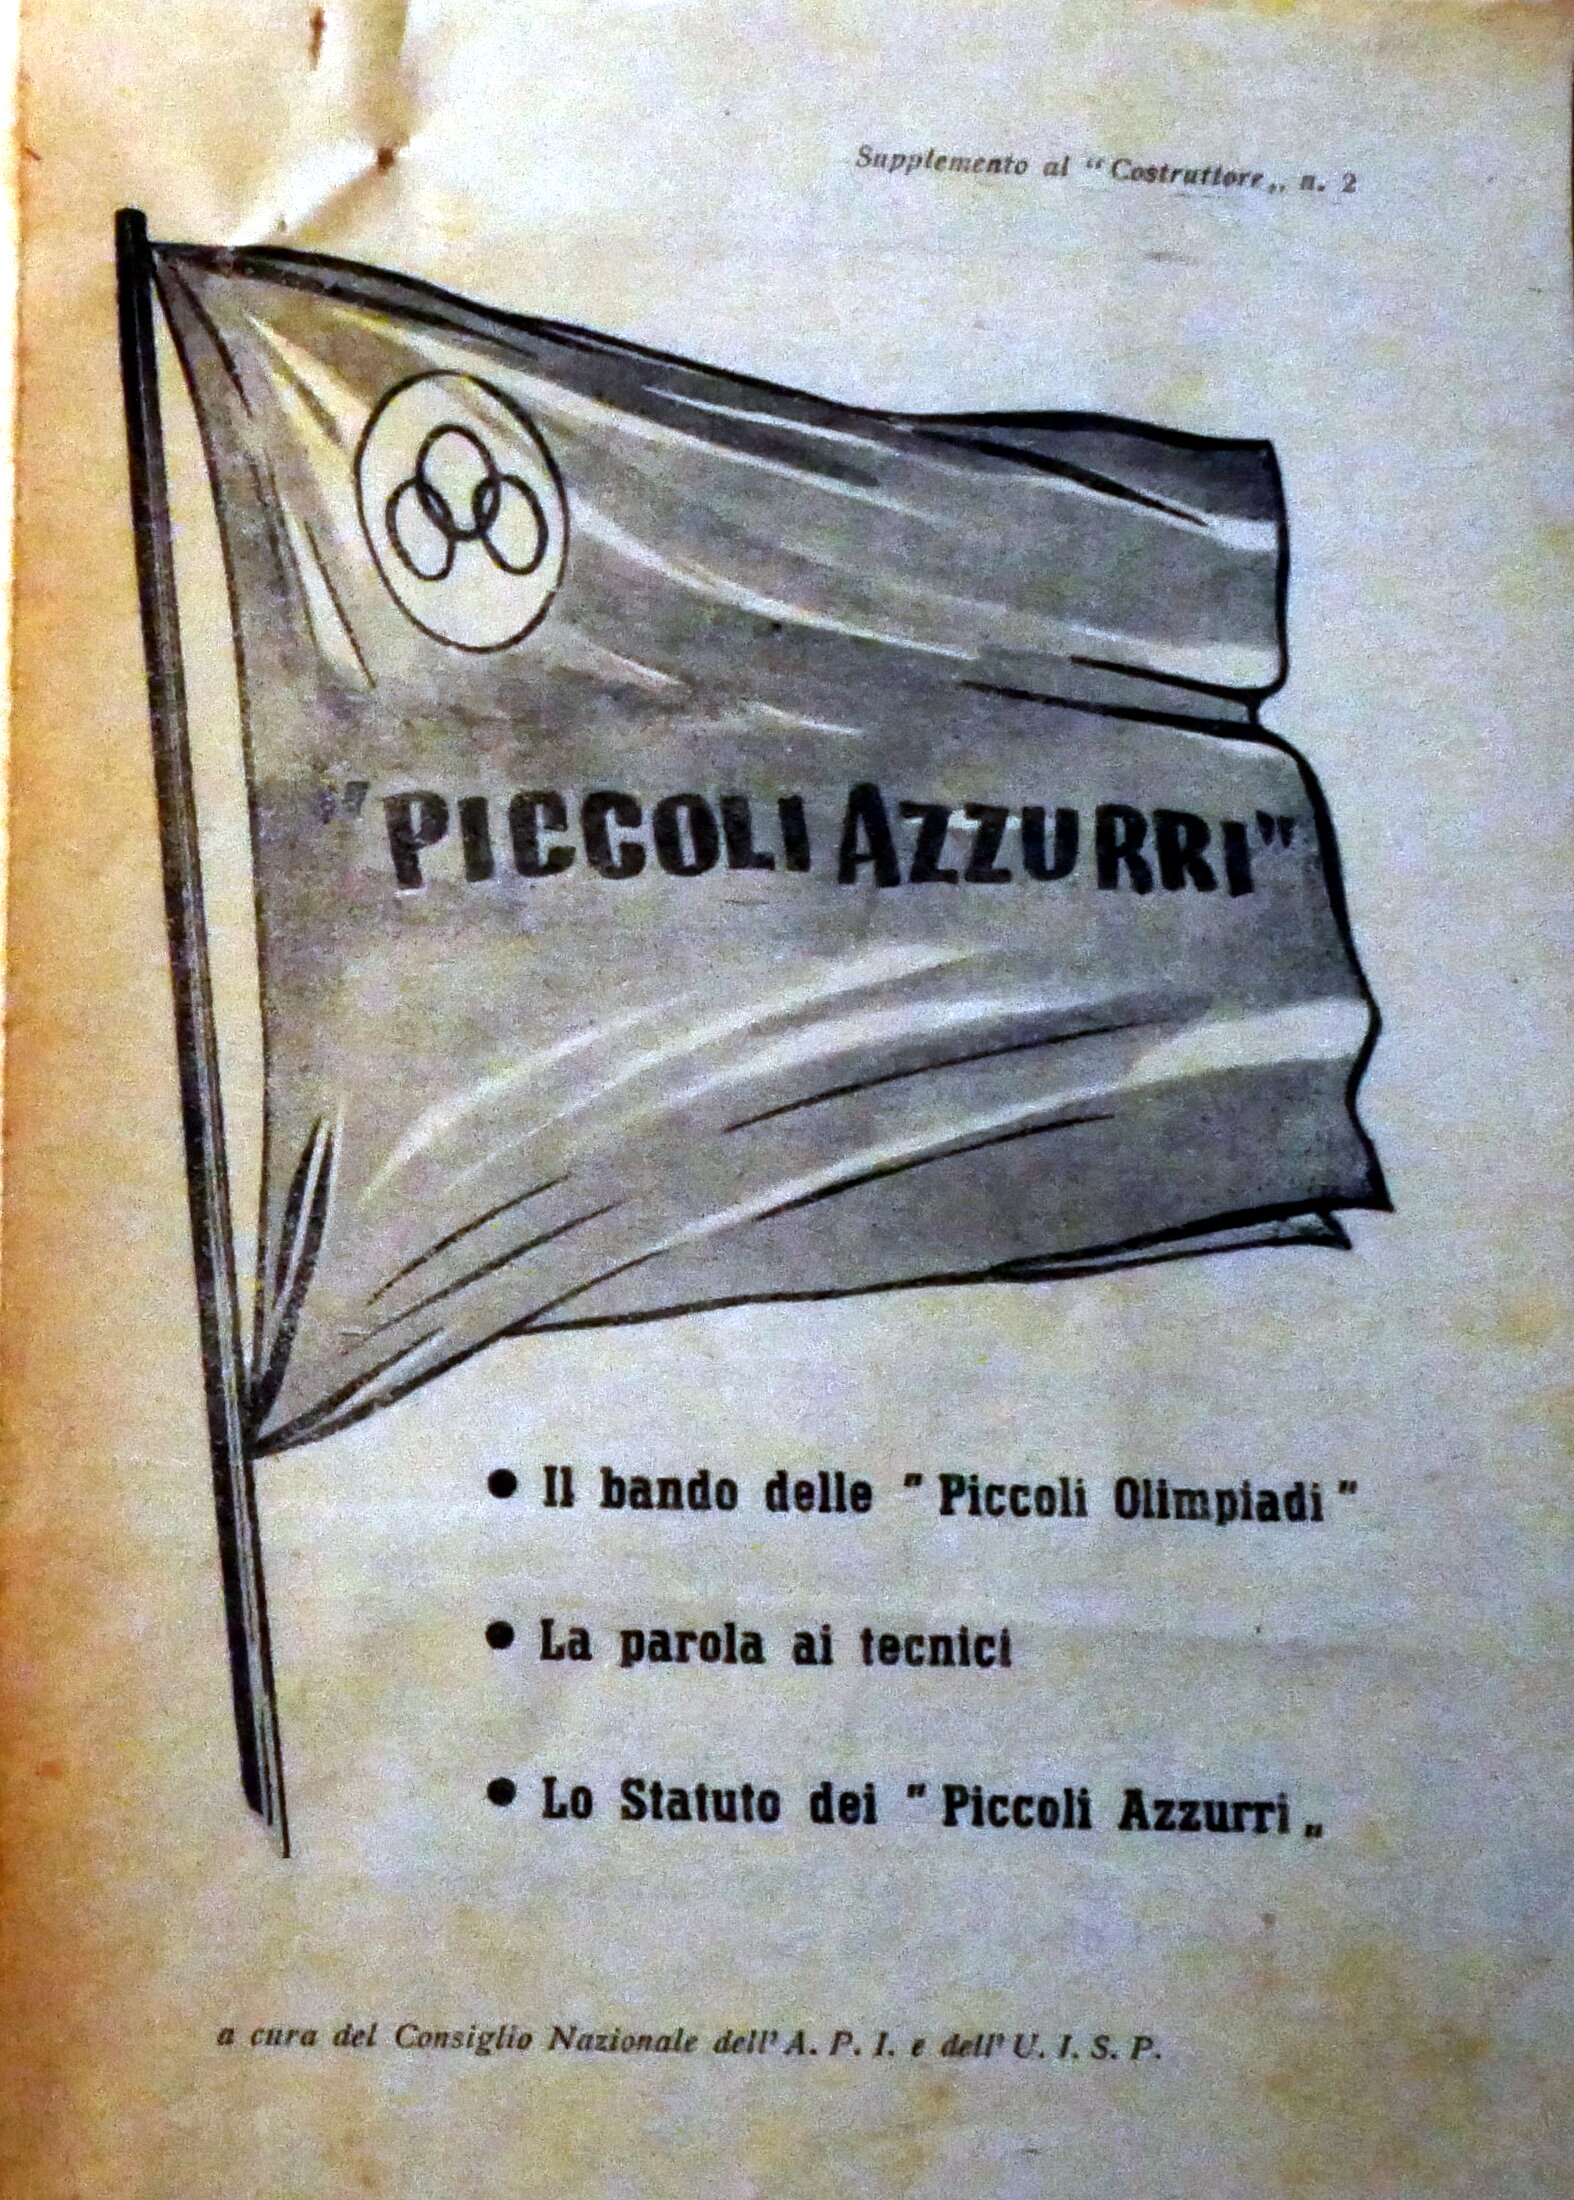 Supplemento al “Costruttore„ n. 2
"PICCOLI AZZURRI"
● Il bando delle " Piccoli Olimpiadi "
● La parola ai tecnici
● Lo Statuto dei " Piccoli Azzurri „
a cura del Consiglio Nazionale dell' A. P. I. e dell' U. I. S. P.